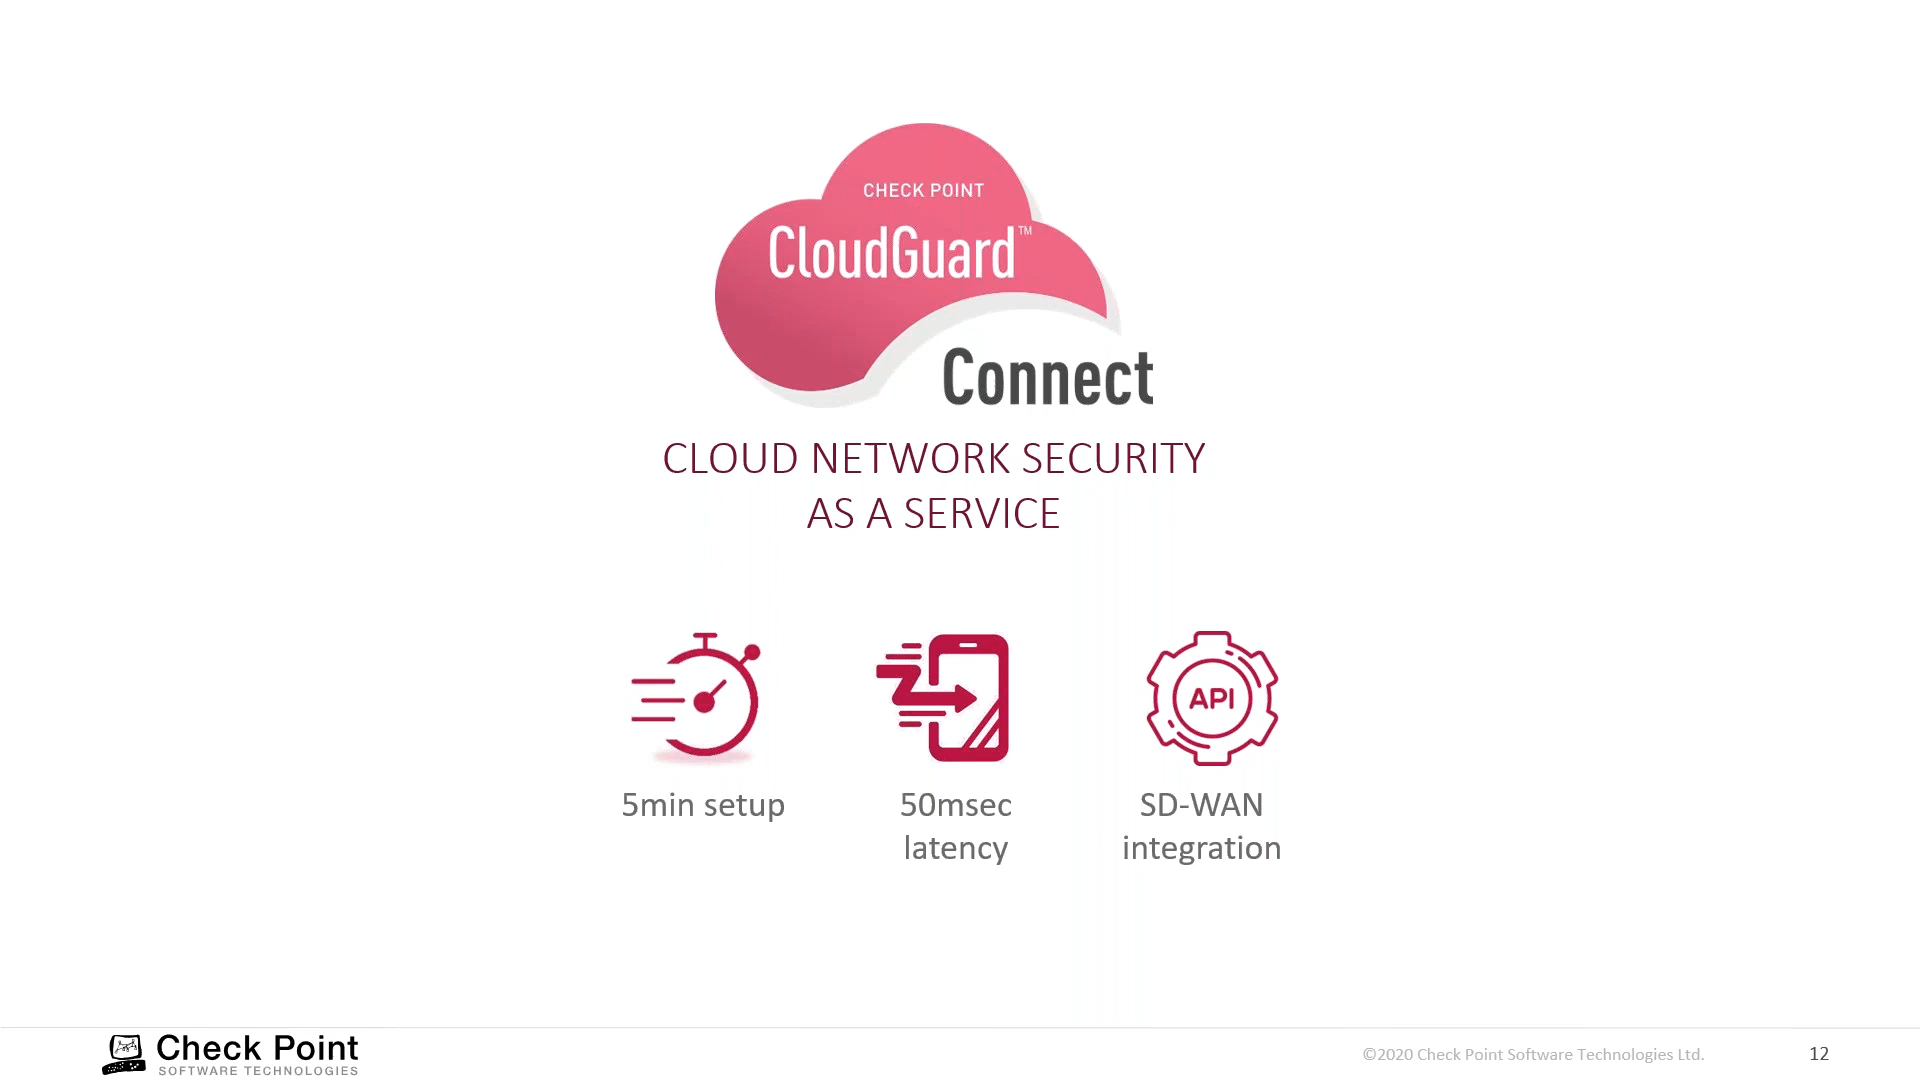 CHECK POINT
CloudGuard™
Connect
CLOUD NETWORK SECURITY
AS A SERVICE
API
5min setup
50msec
latency
SD-WAN
integration
Check Point
SOFTWARE TECHNOLOGIES
©2020 Check Point Software Technologies Ltd.
12